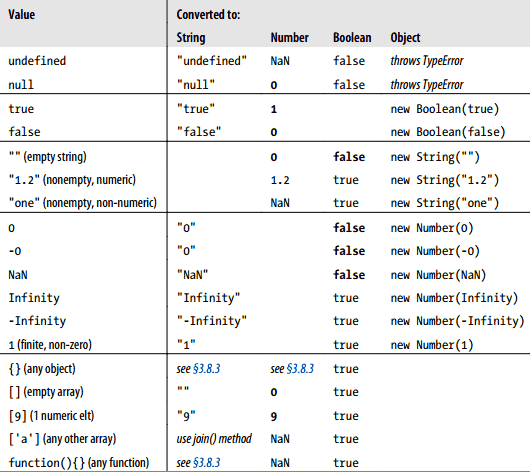 Value Converted to:
String Number Boolean Object
undefined "undefined" NaN false throws TypeError
null "null" 0 false throws TypeError
true "true" 1 new Boolean(true)
false "false" 0 new Boolean(false)
"" (empty string) 0 false new String("")
"1.2" (nonempty, numeric) 1.2 true new String("1.2")
"one" (nonempty, non-numeric) NaN true new String("one")
0 "0" false new Number(0)
-0 "0" false new Number(-0)
NaN "NaN" false new Number(NaN)
Infinity "Infinity" true new Number(Infinity)
-Infinity "-Infinity" true new Number(-Infinity)
1 (finite, non-zero) "1" true new Number(1)
{} (any object) see §3.8.3 see §3.8.3 true
[] (empty array) "" 0 true
[9] (1 numeric elt) "9" 9 true
['a'] (any other array) use join() method NaN true
function(){} (any function) see §3.8.3 NaN true